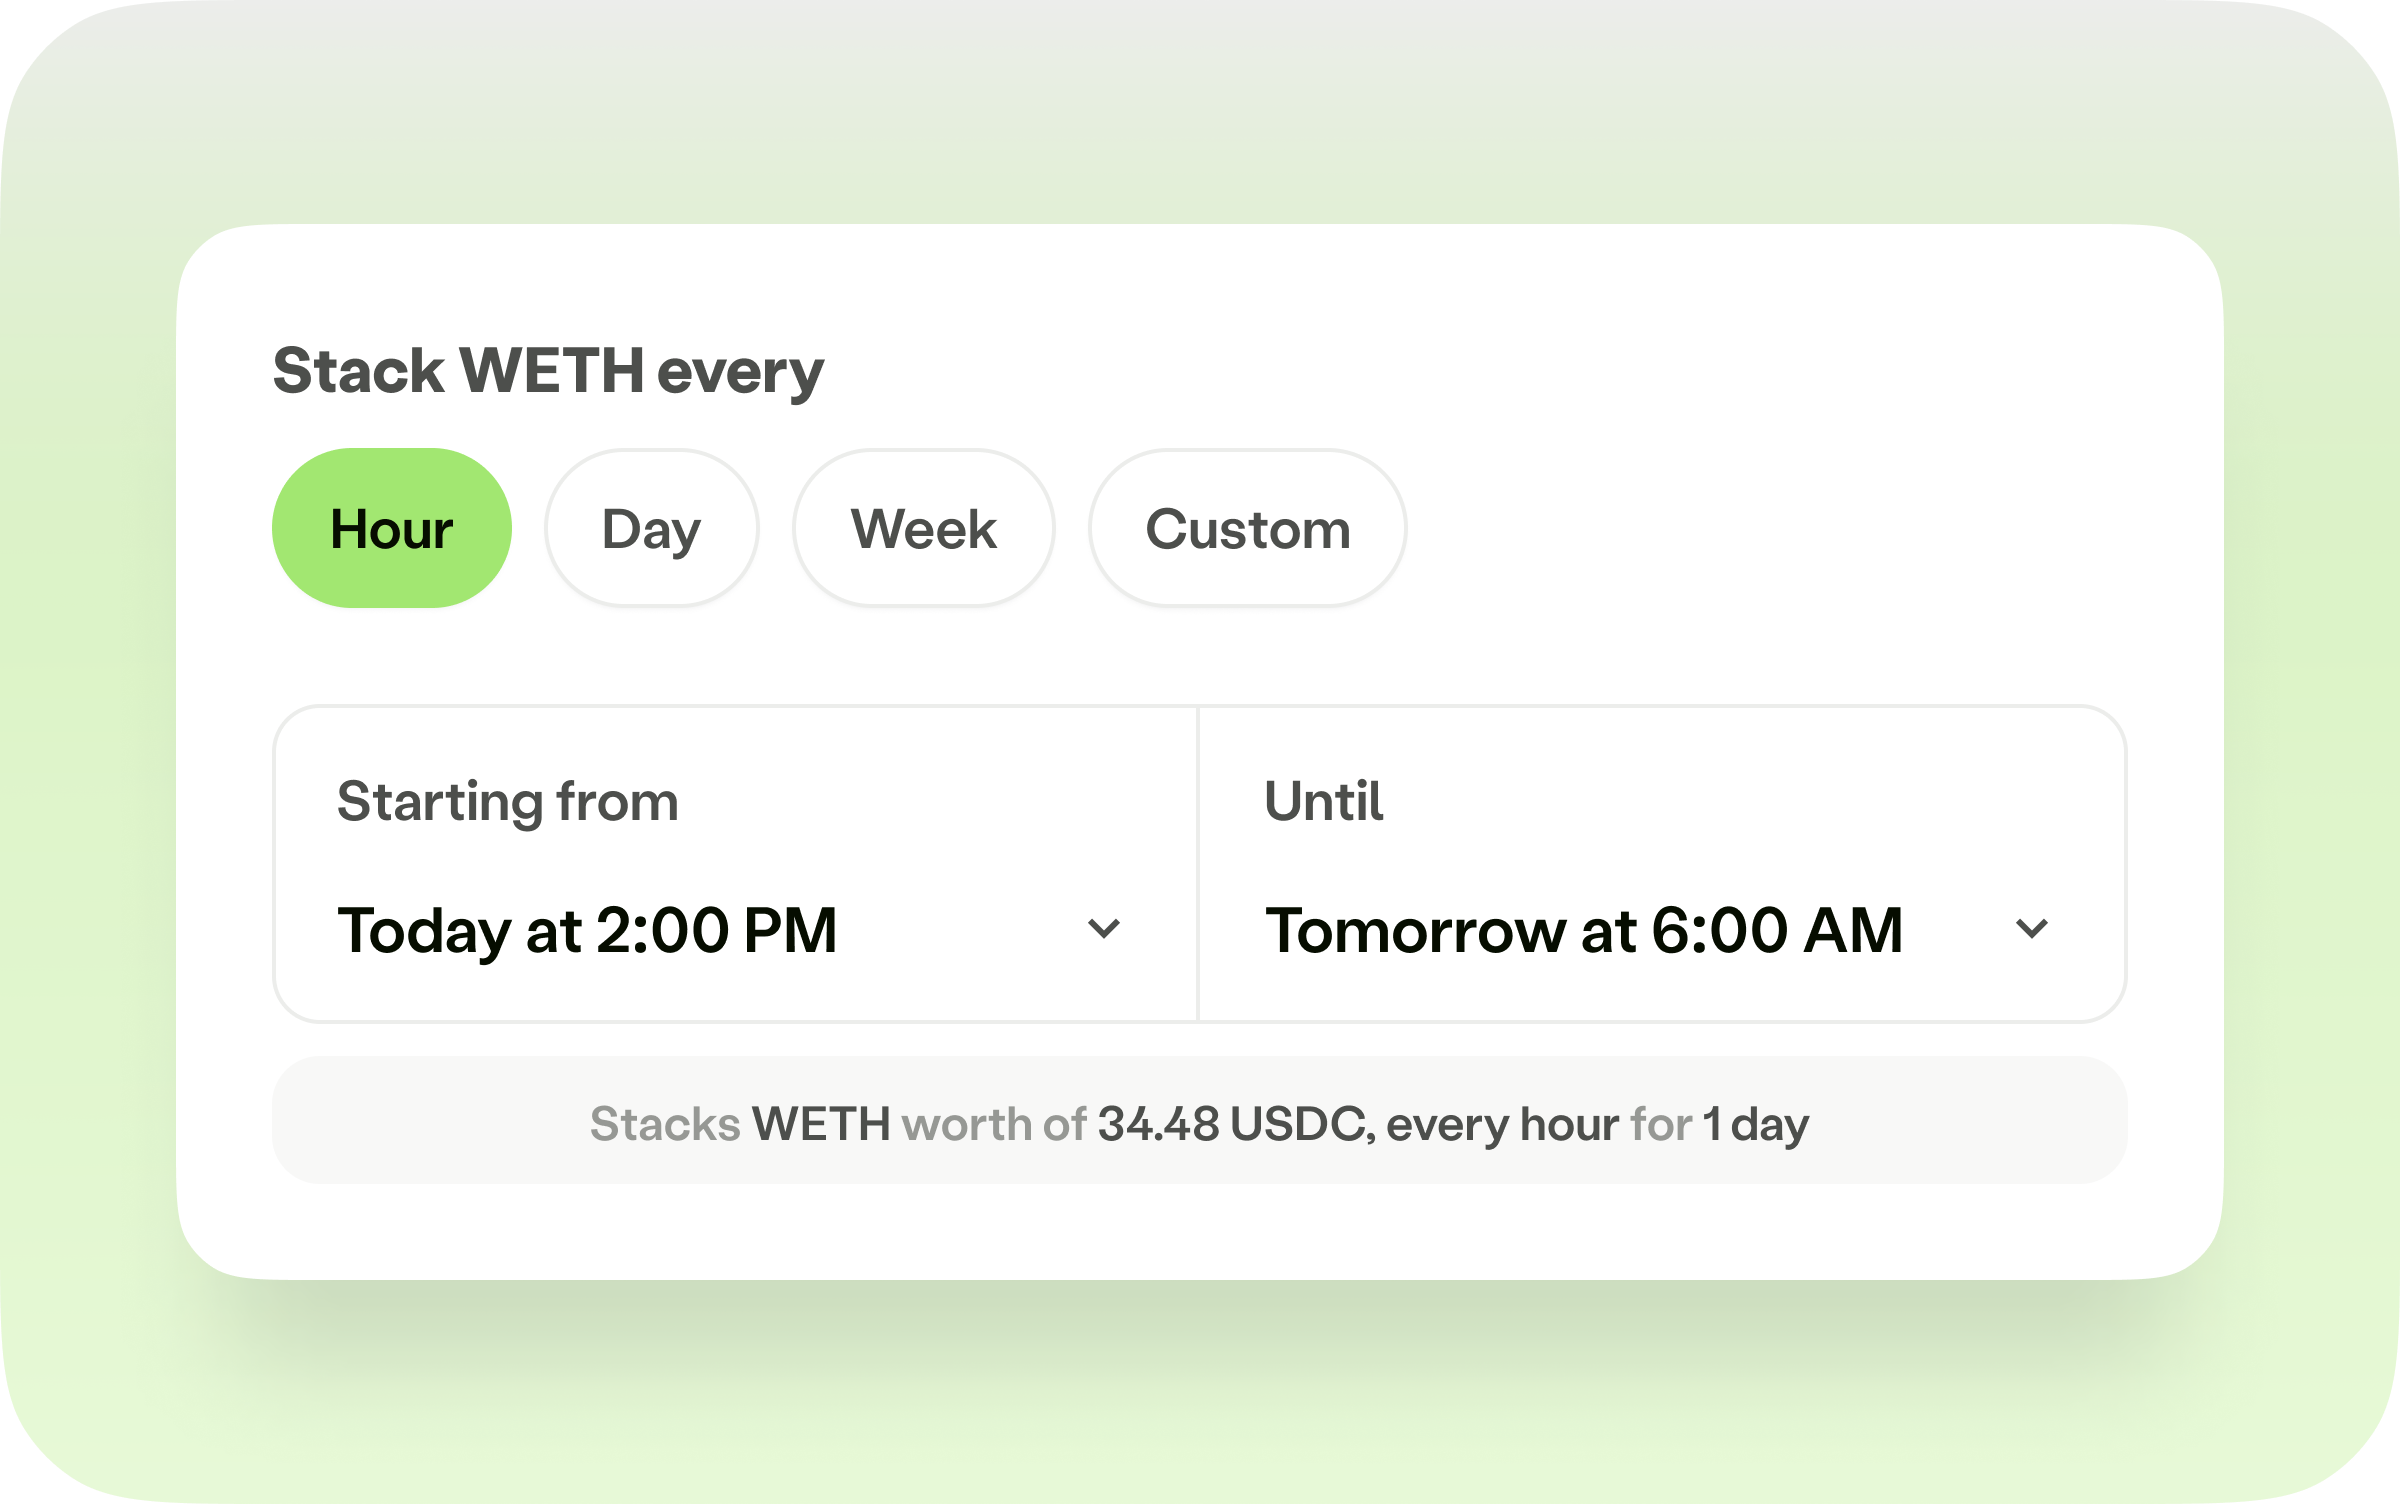 Stack WETH every
Hour Day Week Custom
Starting from
Today at 2:00 PM
Until
Tomorrow at 6:00 AM
Stacks WETH worth of 34.48 USDC, every hour for 1 day